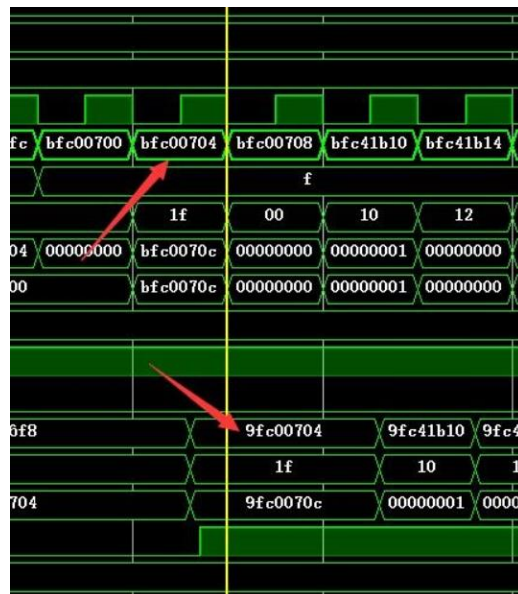 fc bfc00700 bfc00704 bfc00708 bfc41b10 bfc41b14
f
1f 00 10 12
04 00000000 bfc0070c 00000000 00000001 00000000
00 bfc0070c 00000000 00000001 00000000
6f8 9fc00704 9fc41b10 9fc4
1f 10 1
704 9fc0070c 00000001 0000